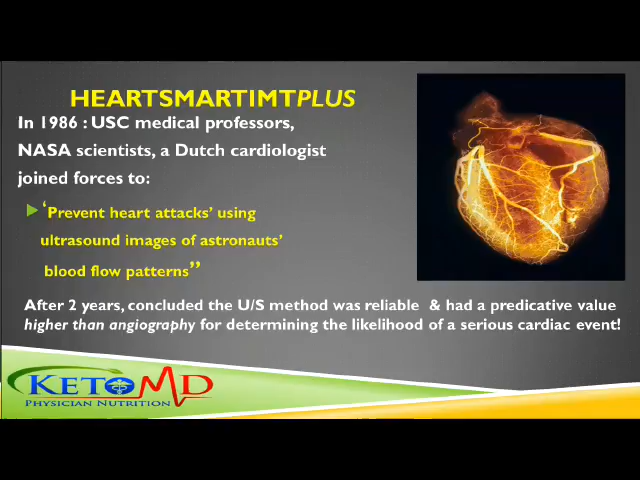 HEARTSMARTIMTPLUS
In 1986 : USC medical professors,
NASA scientists, a Dutch cardiologist
joined forces to:
‘Prevent heart attacks’ using
ultrasound images of astronauts’
blood flow patterns”
After 2 years, concluded the U/S method was reliable & had a predicative value
higher than angiography for determining the likelihood of a serious cardiac event!
KETO MD
PHYSICIAN NUTRITION